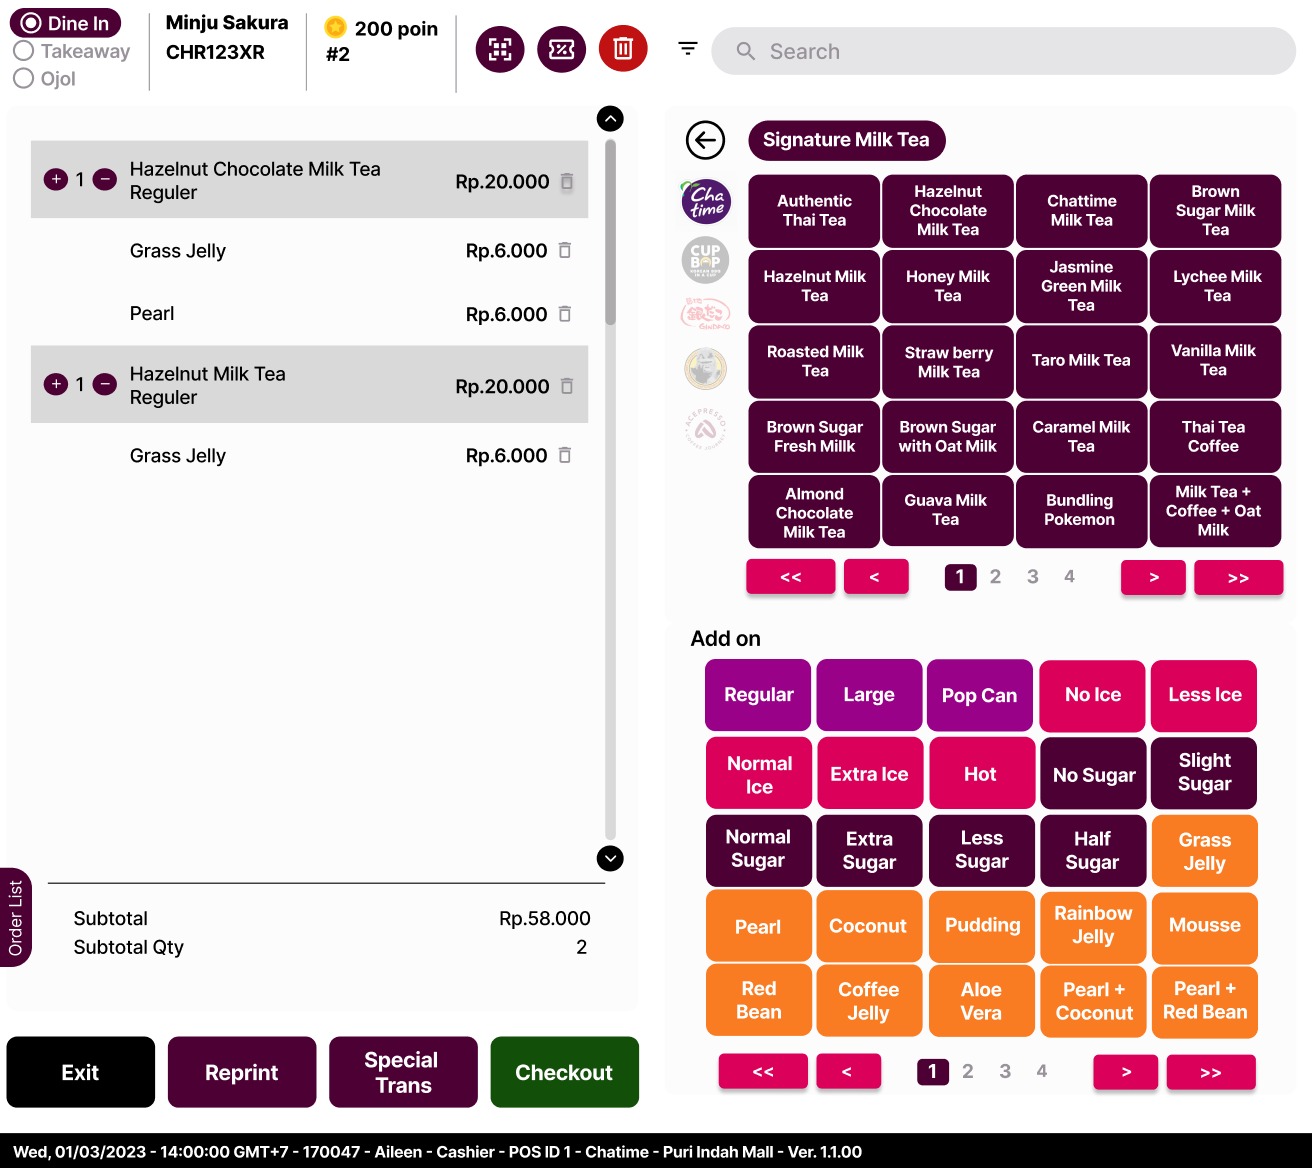 Dine In
Takeaway
Ojol
Minju Sakura
CHR123XR
200 poin
#2
Search
Hazelnut Chocolate Milk Tea
Reguler
1
Rp.20.000
Grass Jelly
Rp.6.000
Pearl
Rp.6.000
Hazelnut Milk Tea
Reguler
1
Rp.20.000
Grass Jelly
Rp.6.000
Order List
Subtotal
Rp.58.000
Subtotal Qty
2
Exit
Reprint
Special
Trans
Checkout
Signature Milk Tea
Cha
time
CUP
BOP
KOREAN BBQ
IN A CUP
銀だこ
GINDACO
ACEPRESSO
Authentic
Thai Tea
Hazelnut
Chocolate
Milk Tea
Chattime
Milk Tea
Brown
Sugar Milk
Tea
Hazelnut Milk
Tea
Honey Milk
Tea
Jasmine
Green Milk
Tea
Lychee Milk
Tea
Roasted Milk
Tea
Straw berry
Milk Tea
Taro Milk Tea
Vanilla Milk
Tea
Brown Sugar
Fresh Millk
Brown Sugar
with Oat Milk
Caramel Milk
Tea
Thai Tea
Coffee
Almond
Chocolate
Milk Tea
Guava Milk
Tea
Bundling
Pokemon
Milk Tea +
Coffee + Oat
Milk
<< < 1 2 3 4 > >>
Add on
Regular
Large
Pop Can
No Ice
Less Ice
Normal
Ice
Extra Ice
Hot
No Sugar
Slight
Sugar
Normal
Sugar
Extra
Sugar
Less
Sugar
Half
Sugar
Grass
Jelly
Pearl
Coconut
Pudding
Rainbow
Jelly
Mousse
Red
Bean
Coffee
Jelly
Aloe
Vera
Pearl +
Coconut
Pearl +
Red Bean
<< < 1 2 3 4 > >>
Wed, 01/03/2023 - 14:00:00 GMT+7 - 170047 - Aileen - Cashier - POS ID 1 - Chatime - Puri Indah Mall - Ver. 1.1.00